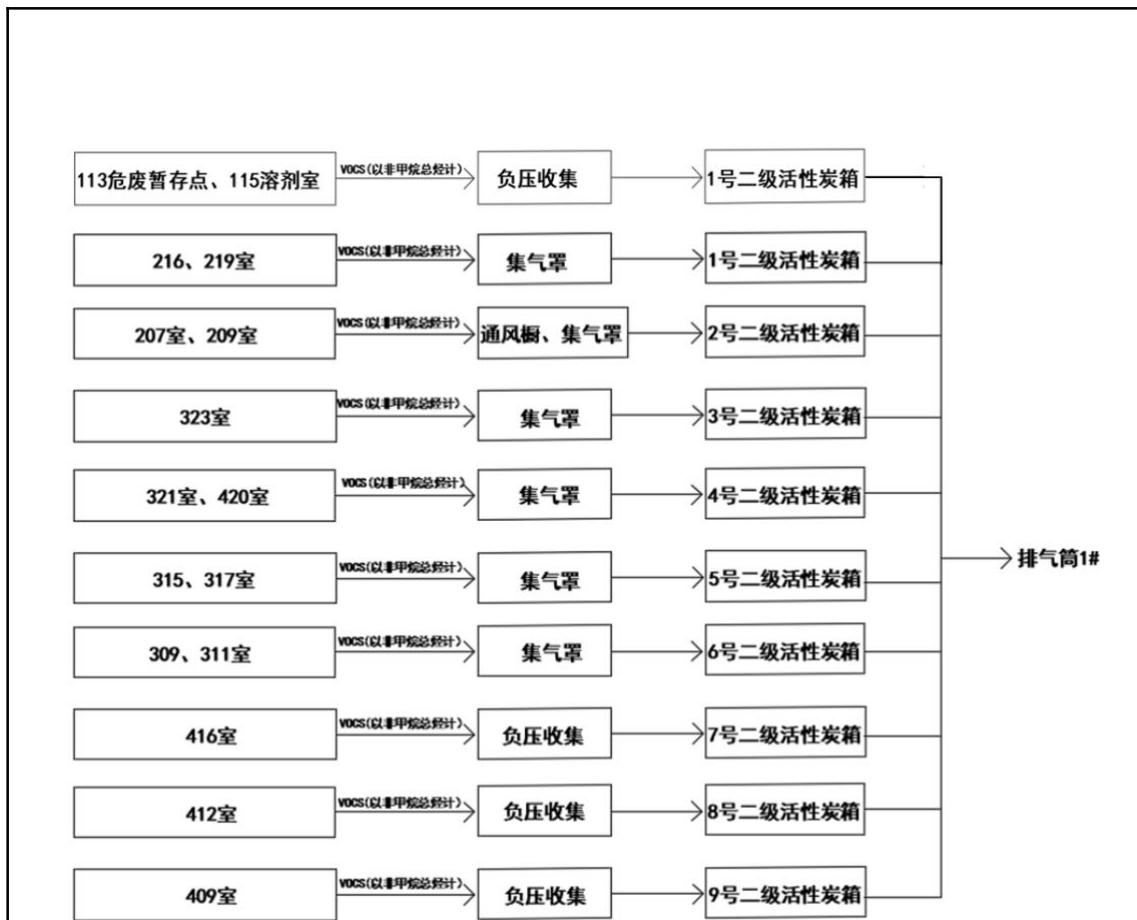 113危废暂存点、115溶剂室
VOCS(以非甲烷总烃计)
负压收集
1号二级活性炭箱
216、219室
VOCS(以非甲烷总烃计)
集气罩
1号二级活性炭箱
207室、209室
VOCS(以非甲烷总烃计)
通风橱、集气罩
2号二级活性炭箱
323室
VOCS(以非甲烷总烃计)
集气罩
3号二级活性炭箱
321室、420室
VOCS(以非甲烷总烃计)
集气罩
4号二级活性炭箱
315、317室
VOCS(以非甲烷总烃计)
集气罩
5号二级活性炭箱
排气筒1#
309、311室
VOCS(以非甲烷总烃计)
集气罩
6号二级活性炭箱
416室
VOCS(以非甲烷总烃计)
负压收集
7号二级活性炭箱
412室
VOCS(以非甲烷总烃计)
负压收集
8号二级活性炭箱
409室
VOCS(以非甲烷总烃计)
负压收集
9号二级活性炭箱